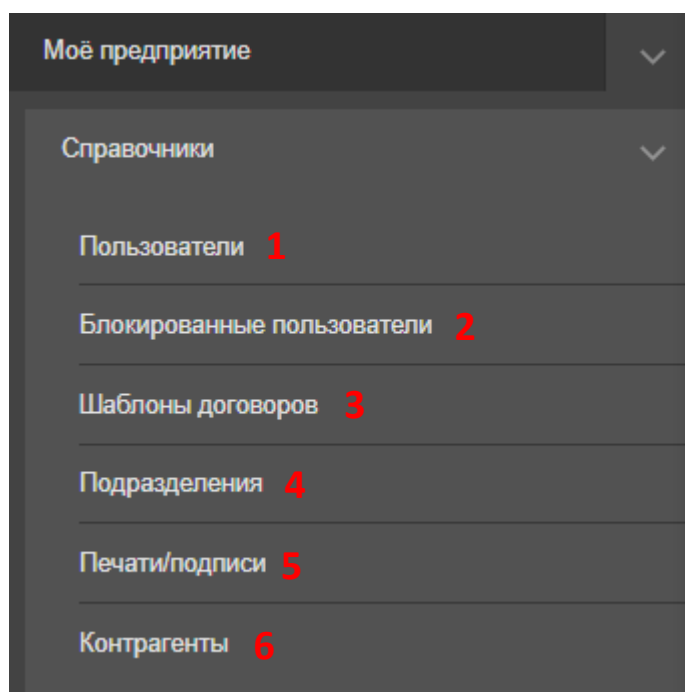 Моё предприятие
Справочники
Пользователи 1
Блокированные пользователи 2
Шаблоны договоров 3
Подразделения 4
Печати/подписи 5
Контрагенты 6